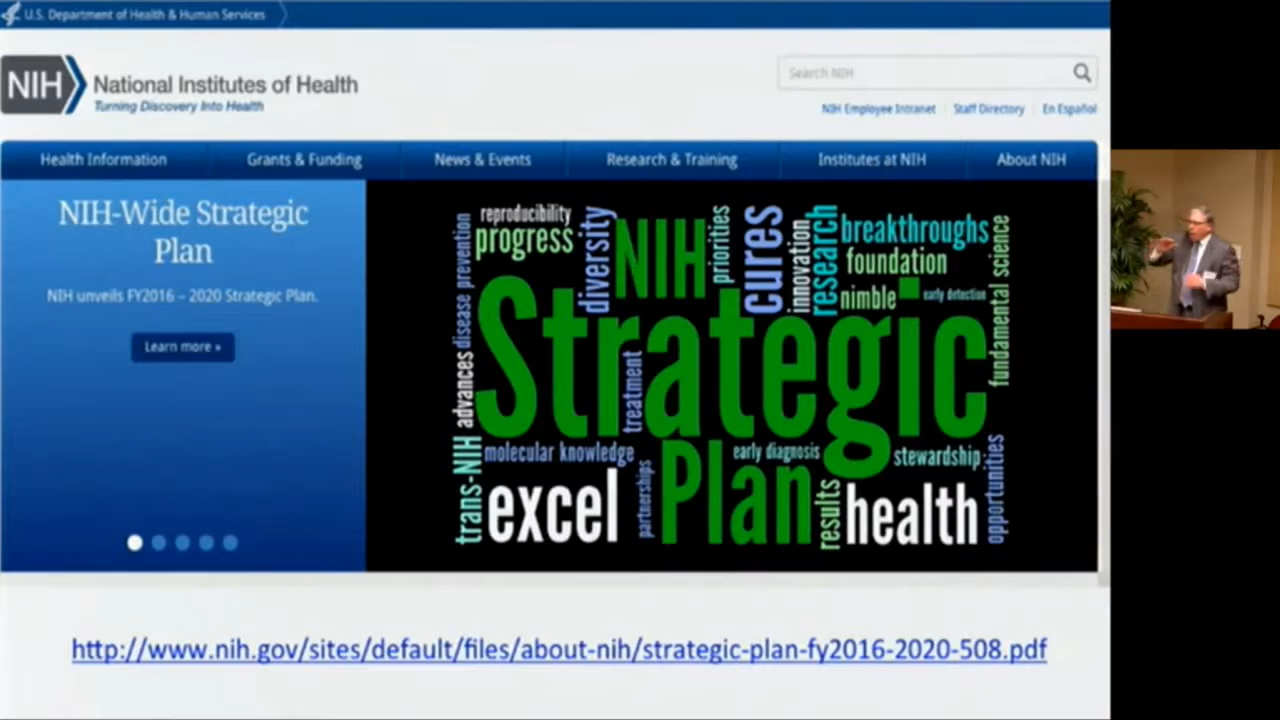 U.S. Department of Health & Human Services
NIH
National Institutes of Health
Turning Discovery Into Health
Search NIH
NIH Employee Intranet
Staff Directory
En Español
Health Information
Grants & Funding
News & Events
Research & Training
Institutes at NIH
About NIH
NIH-Wide Strategic
Plan
NIH unveils FY2016 – 2020 Strategic Plan.
Learn more »
reproducibility
progress
disease prevention
advances
trans-NIH
diversity
NIH
priorities
cures
innovation
research
breakthroughs
foundation
nimble
early detection
fundamental science
Strategic
treatment
molecular knowledge
early diagnosis
stewardship
excel
partnerships
Plan
results
health
opportunities
http://www.nih.gov/sites/default/files/about-nih/strategic-plan-fy2016-2020-508.pdf